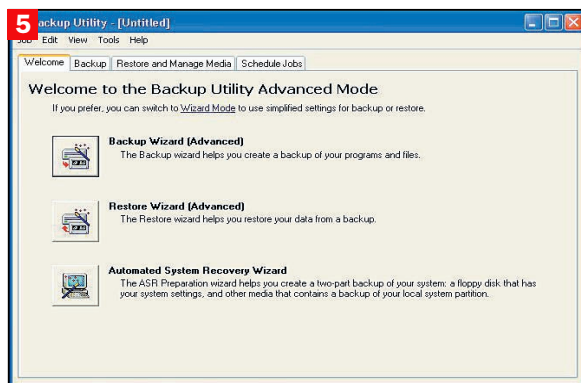 5
ackup Utility - [Untitled]
Job Edit View Tools Help
Welcome Backup Restore and Manage Media Schedule Jobs
Welcome to the Backup Utility Advanced Mode
If you prefer, you can switch to Wizard Mode to use simplified settings for backup or restore.
Backup Wizard (Advanced)
The Backup wizard helps you create a backup of your programs and files.
Restore Wizard (Advanced)
The Restore wizard helps you restore your data from a backup.
Automated System Recovery Wizard
The ASR Preparation wizard helps you create a two-part backup of your system: a floppy disk that has
your system settings, and other media that contains a backup of your local system partition.